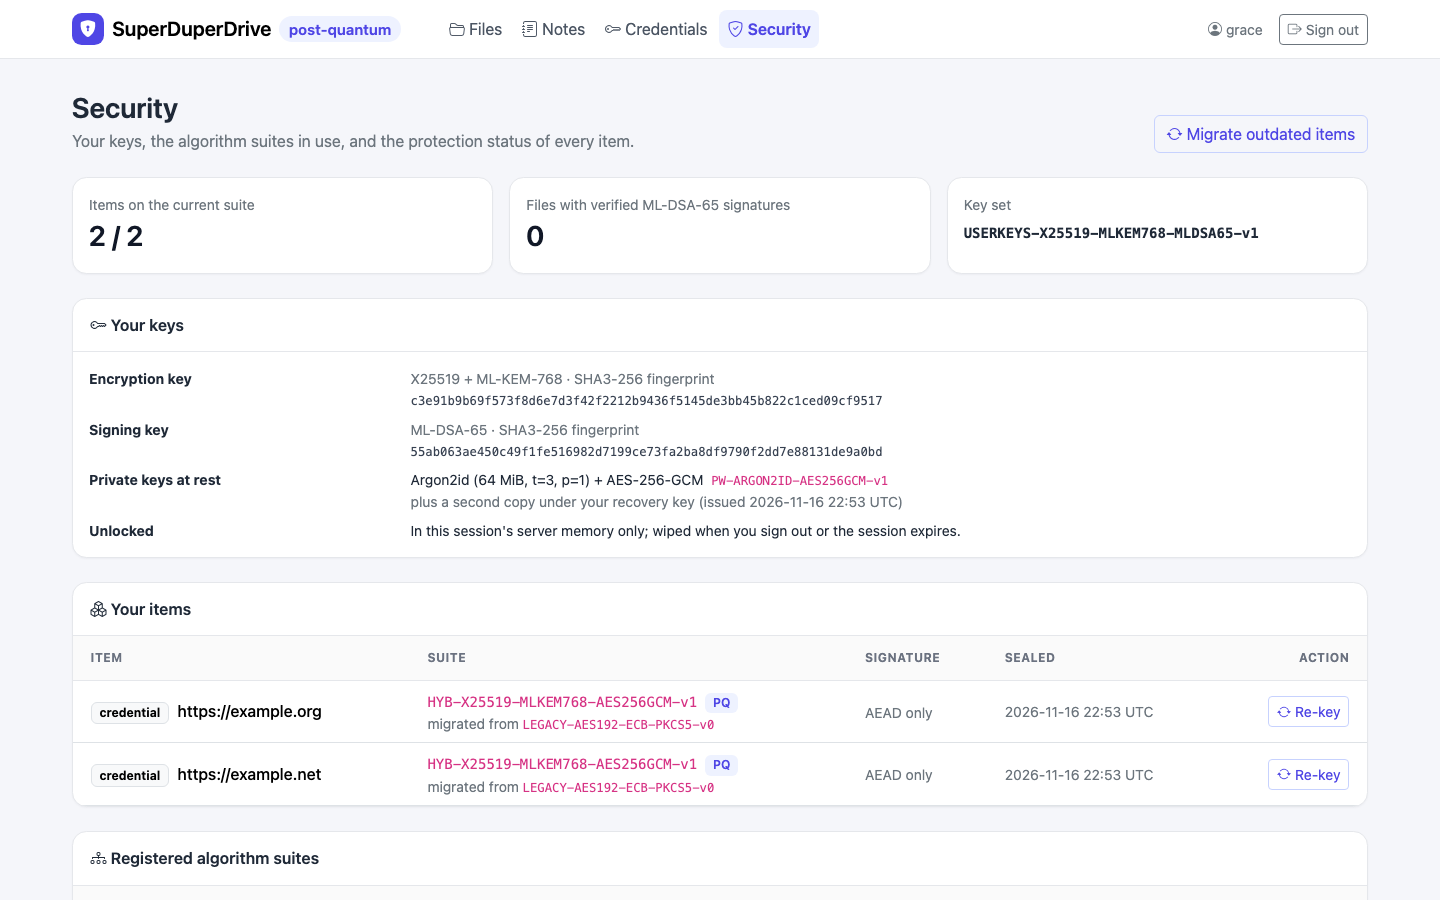 SuperDuperDrive post-quantum Files Notes Credentials Security grace Sign out
Security
Your keys, the algorithm suites in use, and the protection status of every item.
Migrate outdated items
Items on the current suite
2 / 2
Files with verified ML-DSA-65 signatures
0
Key set
USERKEYS-X25519-MLKEM768-MLDSA65-v1
Your keys
Encryption key
X25519 + ML-KEM-768 · SHA3-256 fingerprint
c3e91b9b69f573f8d6e7d3f42f2212b9436f5145de3bb45b822c1ced09cf9517
Signing key
ML-DSA-65 · SHA3-256 fingerprint
55ab063ae450c49f1fe516982d7199ce73fa2ba8df9790f2dd7e88131de9a0bd
Private keys at rest
Argon2id (64 MiB, t=3, p=1) + AES-256-GCM PW-ARGON2ID-AES256GCM-v1
plus a second copy under your recovery key (issued 2026-11-16 22:53 UTC)
Unlocked
In this session's server memory only; wiped when you sign out or the session expires.
Your items
ITEM SUITE SIGNATURE SEALED ACTION
credential https://example.org HYB-X25519-MLKEM768-AES256GCM-v1 PQ AEAD only 2026-11-16 22:53 UTC Re-key
migrated from LEGACY-AES192-ECB-PKCS5-v0
credential https://example.net HYB-X25519-MLKEM768-AES256GCM-v1 PQ AEAD only 2026-11-16 22:53 UTC Re-key
migrated from LEGACY-AES192-ECB-PKCS5-v0
Registered algorithm suites